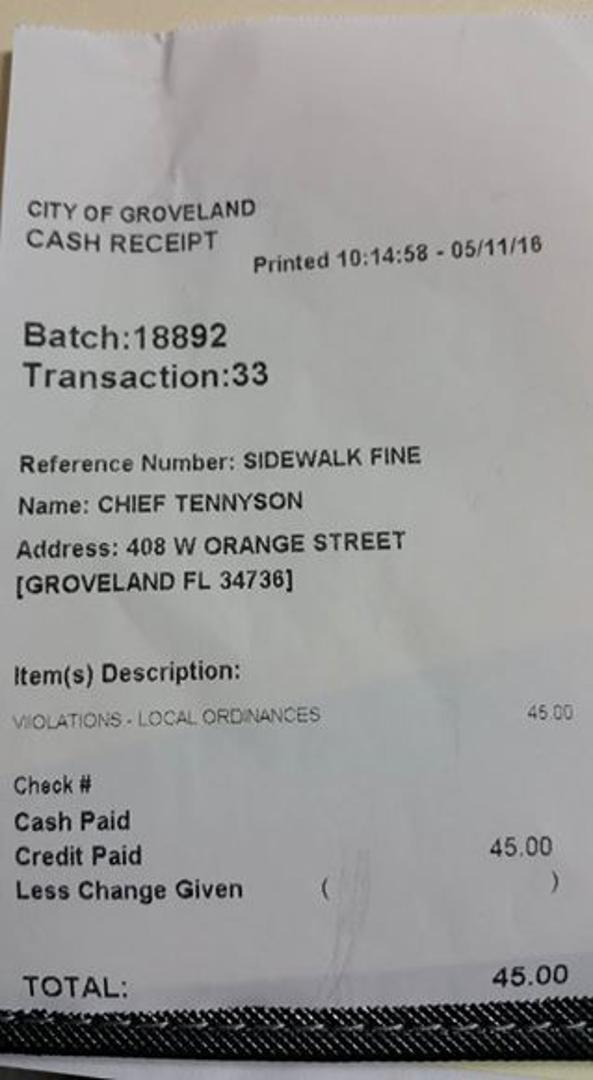 CITY OF GROVELAND
CASH RECEIPT
Printed 10:14:58 - 05/11/16
Batch:18892
Transaction:33
Reference Number: SIDEWALK FINE
Name: CHIEF TENNYSON
Address: 408 W ORANGE STREET
[GROVELAND FL 34736]
Item(s) Description:
VIIOLATIONS - LOCAL ORDINANCES 45.00
Check #
Cash Paid
Credit Paid 45.00
Less Change Given ( )
TOTAL: 45.00